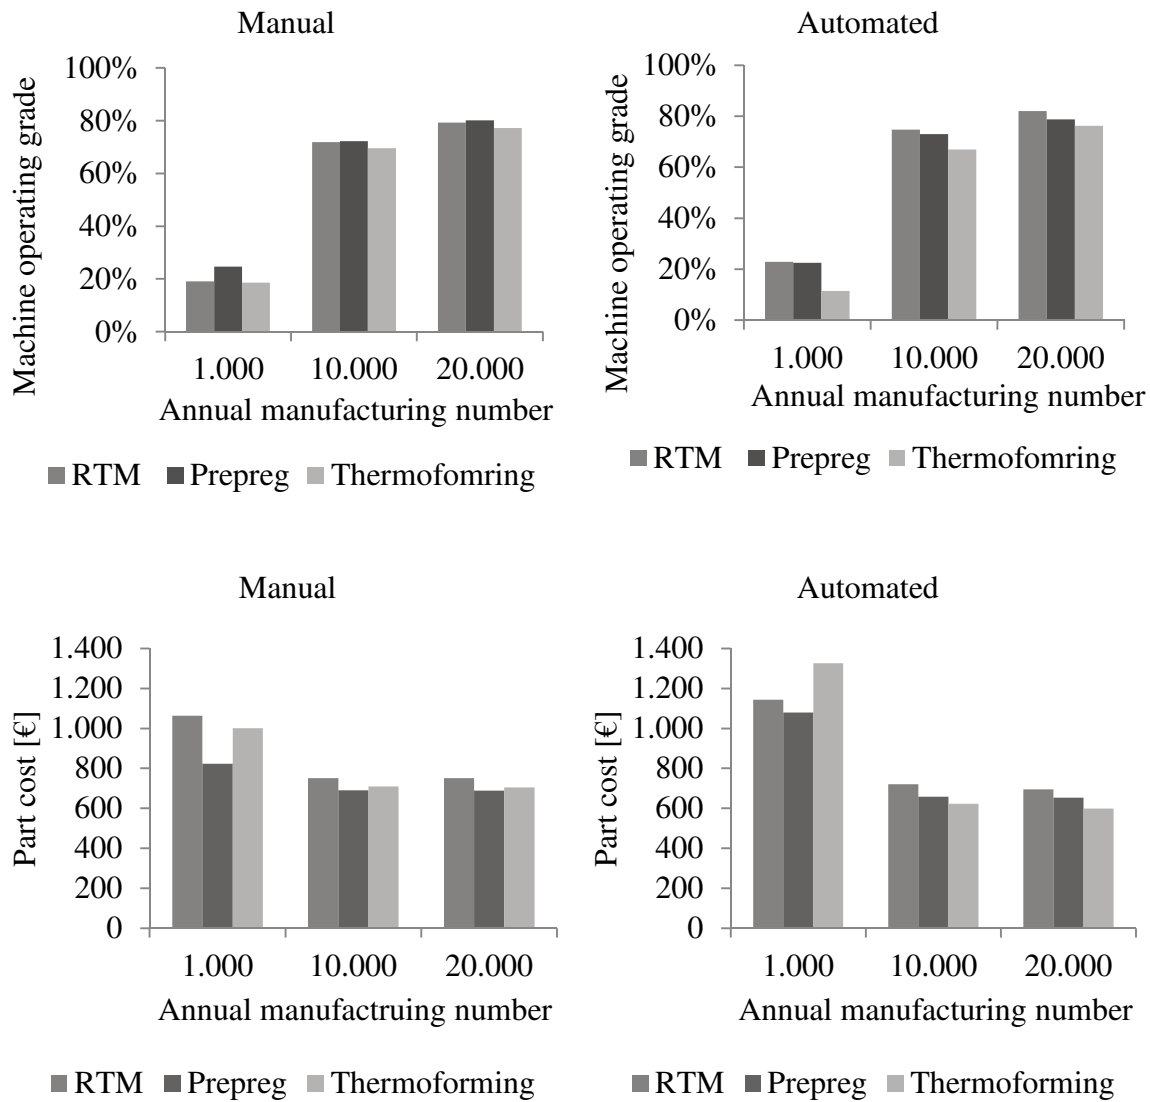 Manual
Machine operating grade
100%
80%
60%
40%
20%
0%
1.000 10.000 20.000
Annual manufacturing number
RTM Prepreg Thermofomring
Automated
Machine operating grade
100%
80%
60%
40%
20%
0%
1.000 10.000 20.000
Annual manufacturing number
RTM Prepreg Thermofomring
Manual
Part cost [€]
1.400
1.200
1.000
800
600
400
200
0
1.000 10.000 20.000
Annual manufactruing number
RTM Prepreg Thermoforming
Automated
Part cost [€]
1.400
1.200
1.000
800
600
400
200
0
1.000 10.000 20.000
Annual manufacturing number
RTM Prepreg Thermoforming